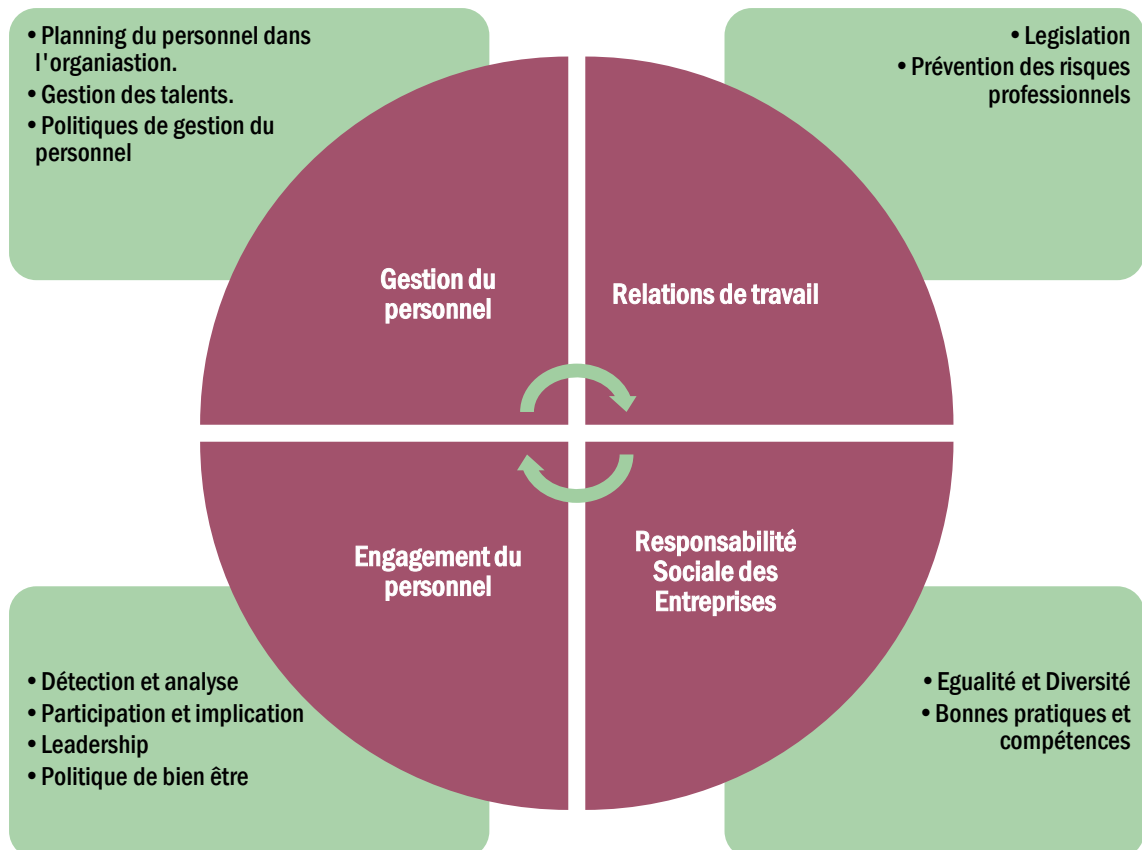 • Planning du personnel dans
l'organiastion.
• Gestion des talents.
• Politiques de gestion du
personnel
• Legislation
• Prévention des risques
professionnels
Gestion du
personnel
Relations de travail
Engagement du
personnel
Responsabilité
Sociale des
Entreprises
• Détection et analyse
• Participation et implication
• Leadership
• Politique de bien être
• Egualité et Diversité
• Bonnes pratiques et
compétences